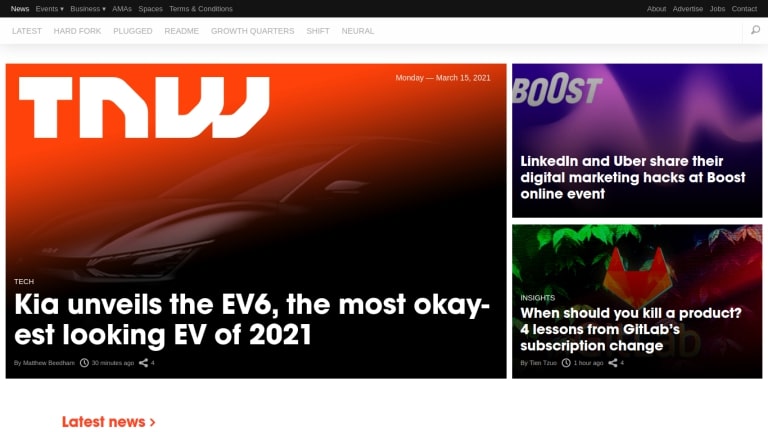 News Events ▾ Business ▾ AMAs Spaces Terms & Conditions
About Advertise Jobs Contact
LATEST HARD FORK PLUGGED README GROWTH QUARTERS SHIFT NEURAL
TNW
Monday — March 15, 2021
TECH
Kia unveils the EV6, the most okay-
est looking EV of 2021
By Matthew Beedham 30 minutes ago 4
BOOST
LinkedIn and Uber share their
digital marketing hacks at Boost
online event
INSIGHTS
When should you kill a product?
4 lessons from GitLab's
subscription change
By Tien Tzuo 1 hour ago 4
Latest news ›